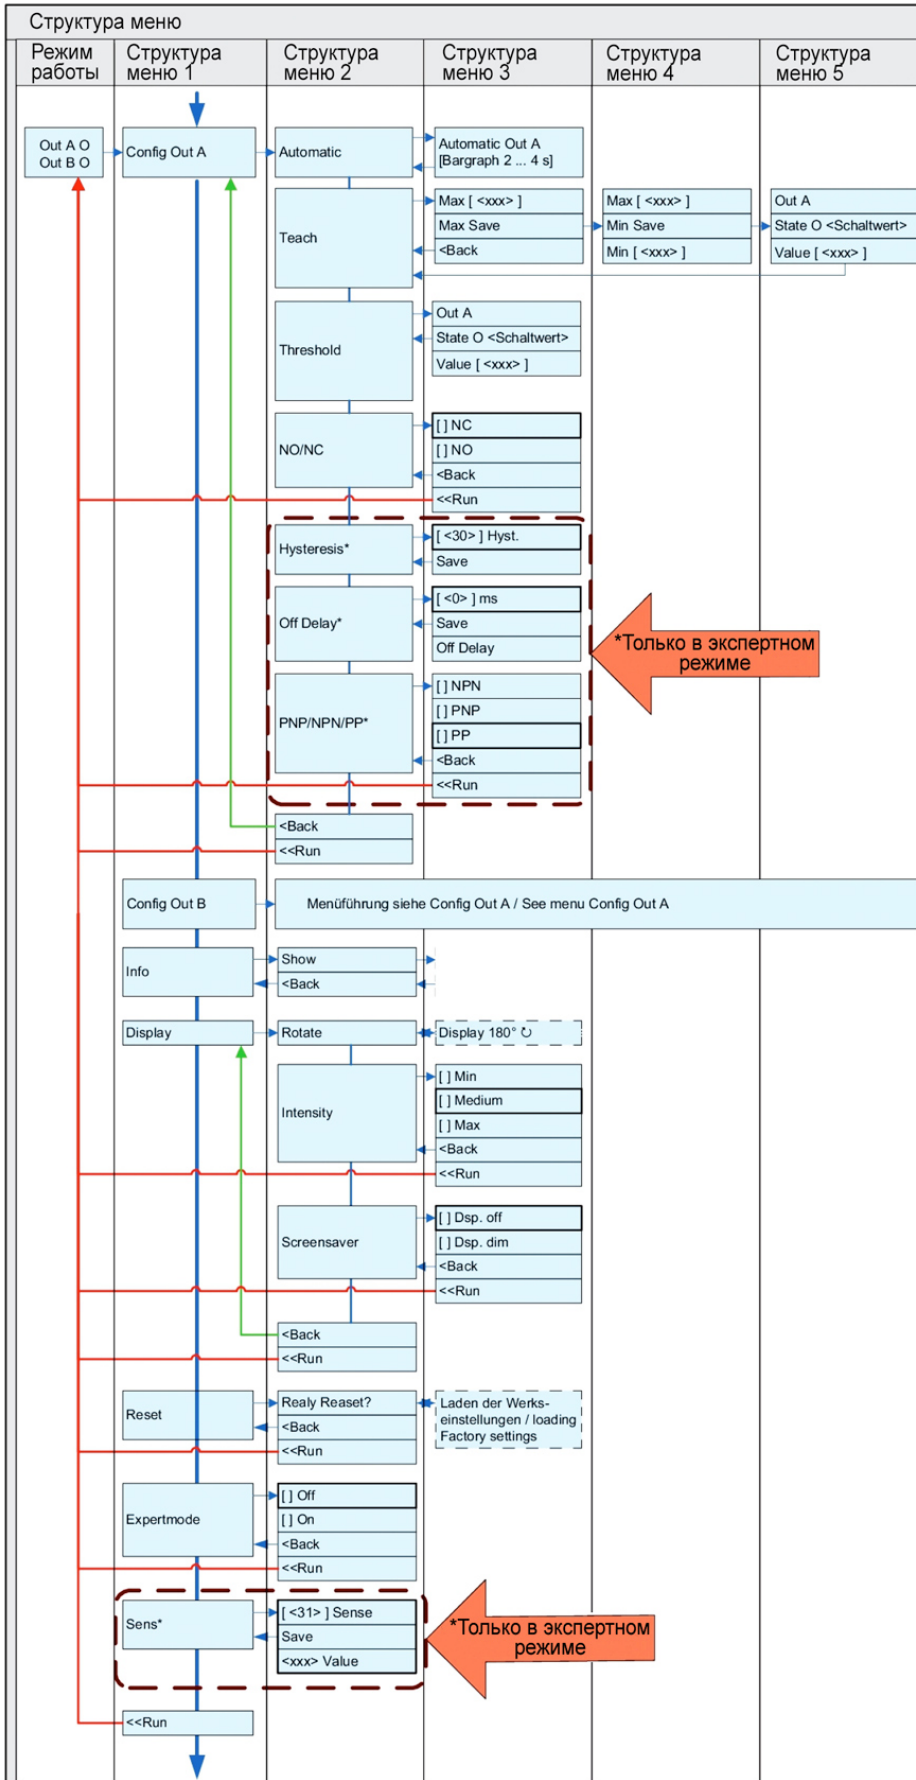 Структура меню
Режим работы
Структура меню 1
Структура меню 2
Структура меню 3
Структура меню 4
Структура меню 5
Out A O
Out B O
Config Out A
Automatic
Automatic Out A
[Bargraph 2 ... 4 s]
Teach
Max [ <xxx> ]
Max Save
<Back
Max [ <xxx> ]
Min Save
Min [ <xxx> ]
Out A
State O <Schaltwert>
Value [ <xxx> ]
Threshold
Out A
State O <Schaltwert>
Value [ <xxx> ]
NO/NC
[ ] NC
[ ] NO
<Back
<<Run
Hysteresis*
[ <30> ] Hyst.
Save
Off Delay*
[ <0> ] ms
Save
Off Delay
*Только в экспертном
режиме
PNP/NPN/PP*
[ ] NPN
[ ] PNP
[ ] PP
<Back
<<Run
<Back
<<Run
Config Out B
Menüführung siehe Config Out A / See menu Config Out A
Info
Show
<Back
Display
Rotate
Display 180° ↻
Intensity
[ ] Min
[ ] Medium
[ ] Max
<Back
<<Run
Screensaver
[ ] Dsp. off
[ ] Dsp. dim
<Back
<<Run
<Back
<<Run
Reset
Realy Reaset?
<Back
<<Run
Laden der Werks-
einstellungen / loading
Factory settings
Expertmode
[ ] Off
[ ] On
<Back
<<Run
Sens*
[ <31> ] Sense
Save
<xxx> Value
*Только в экспертном
режиме
<<Run